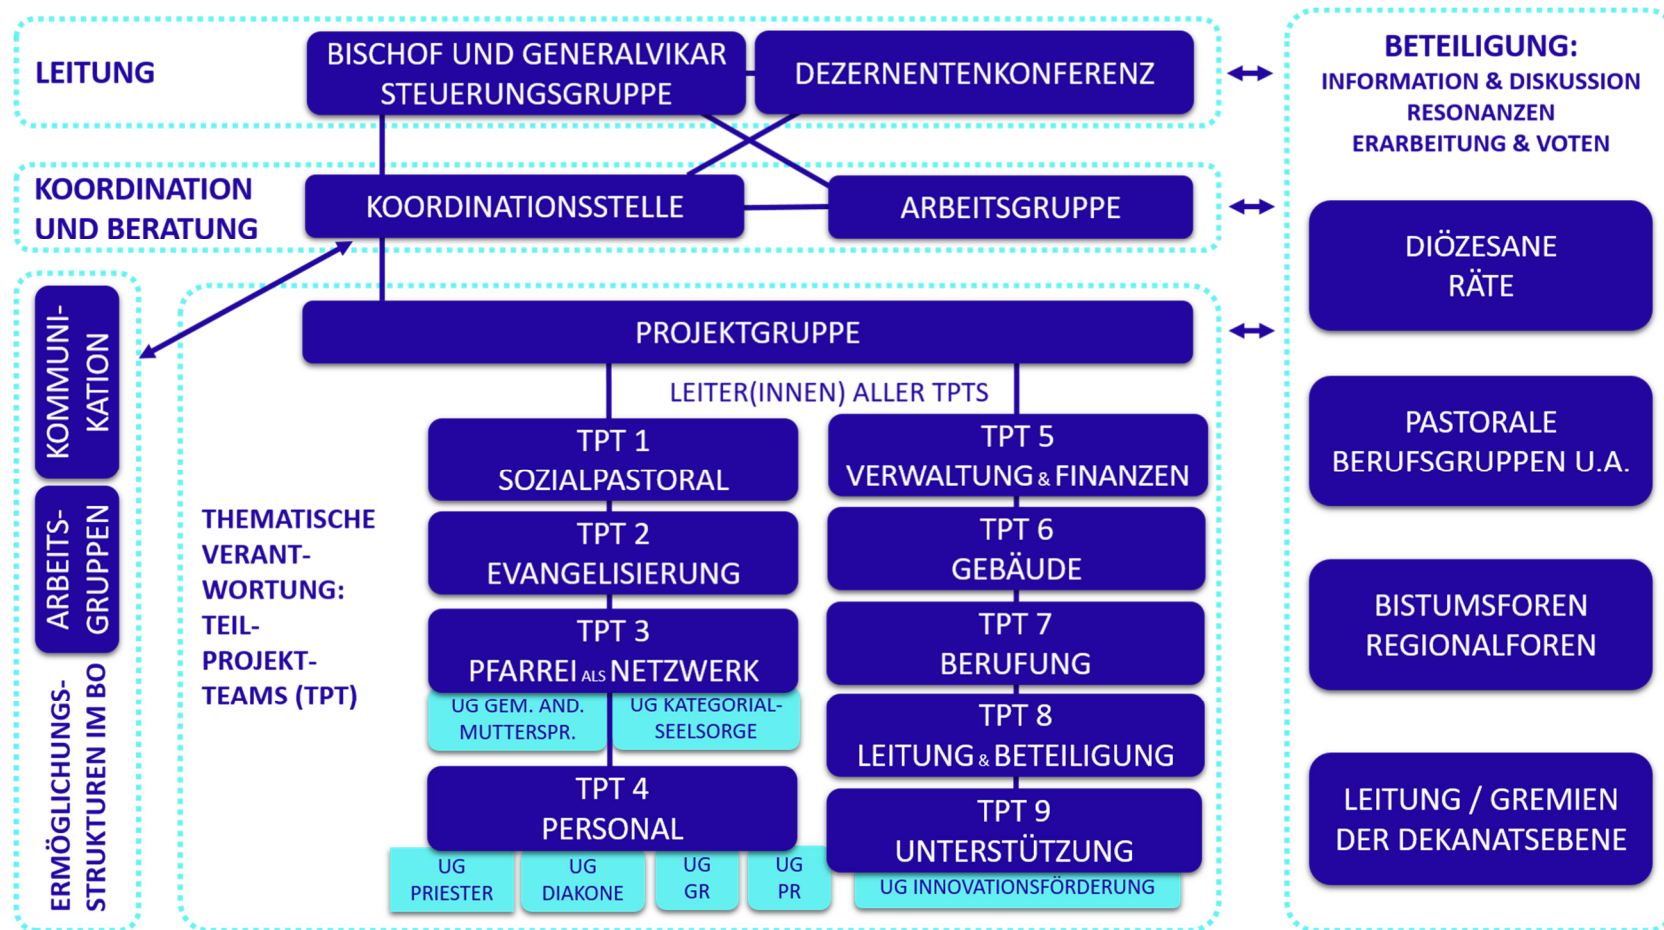 LEITUNG
BISCHOF UND GENERALVIKAR
STEUERUNGSGRUPPE
DEZERNENTENKONFERENZ
KOORDINATION
UND BERATUNG
KOORDINATIONSSTELLE
ARBEITSGRUPPE
KOMMUNI-
KATION
ARBEITS-
GRUPPEN
ERMÖGLICHUNGS-
STRUKTUREN IM BO
PROJEKTGRUPPE
LEITER(INNEN) ALLER TPTS
THEMATISCHE
VERANT-
WORTUNG:
TEIL-
PROJEKT-
TEAMS (TPT)
TPT 1
SOZIALPASTORAL
TPT 2
EVANGELISIERUNG
TPT 3
PFARREI ALS NETZWERK
UG GEM. AND.
MUTTERSPR.
UG KATEGORIAL-
SEELSORGE
TPT 4
PERSONAL
UG
PRIESTER
UG
DIAKONE
UG
GR
UG
PR
TPT 5
VERWALTUNG & FINANZEN
TPT 6
GEBÄUDE
TPT 7
BERUFUNG
TPT 8
LEITUNG & BETEILIGUNG
TPT 9
UNTERSTÜTZUNG
UG INNOVATIONSFÖRDERUNG
BETEILIGUNG:
INFORMATION & DISKUSSION
RESONANZEN
ERARBEITUNG & VOTEN
DIÖZESANE
RÄTE
PASTORALE
BERUFSGRUPPEN U.A.
BISTUMSFOREN
REGIONALFOREN
LEITUNG / GREMIEN
DER DEKANATSEBENE